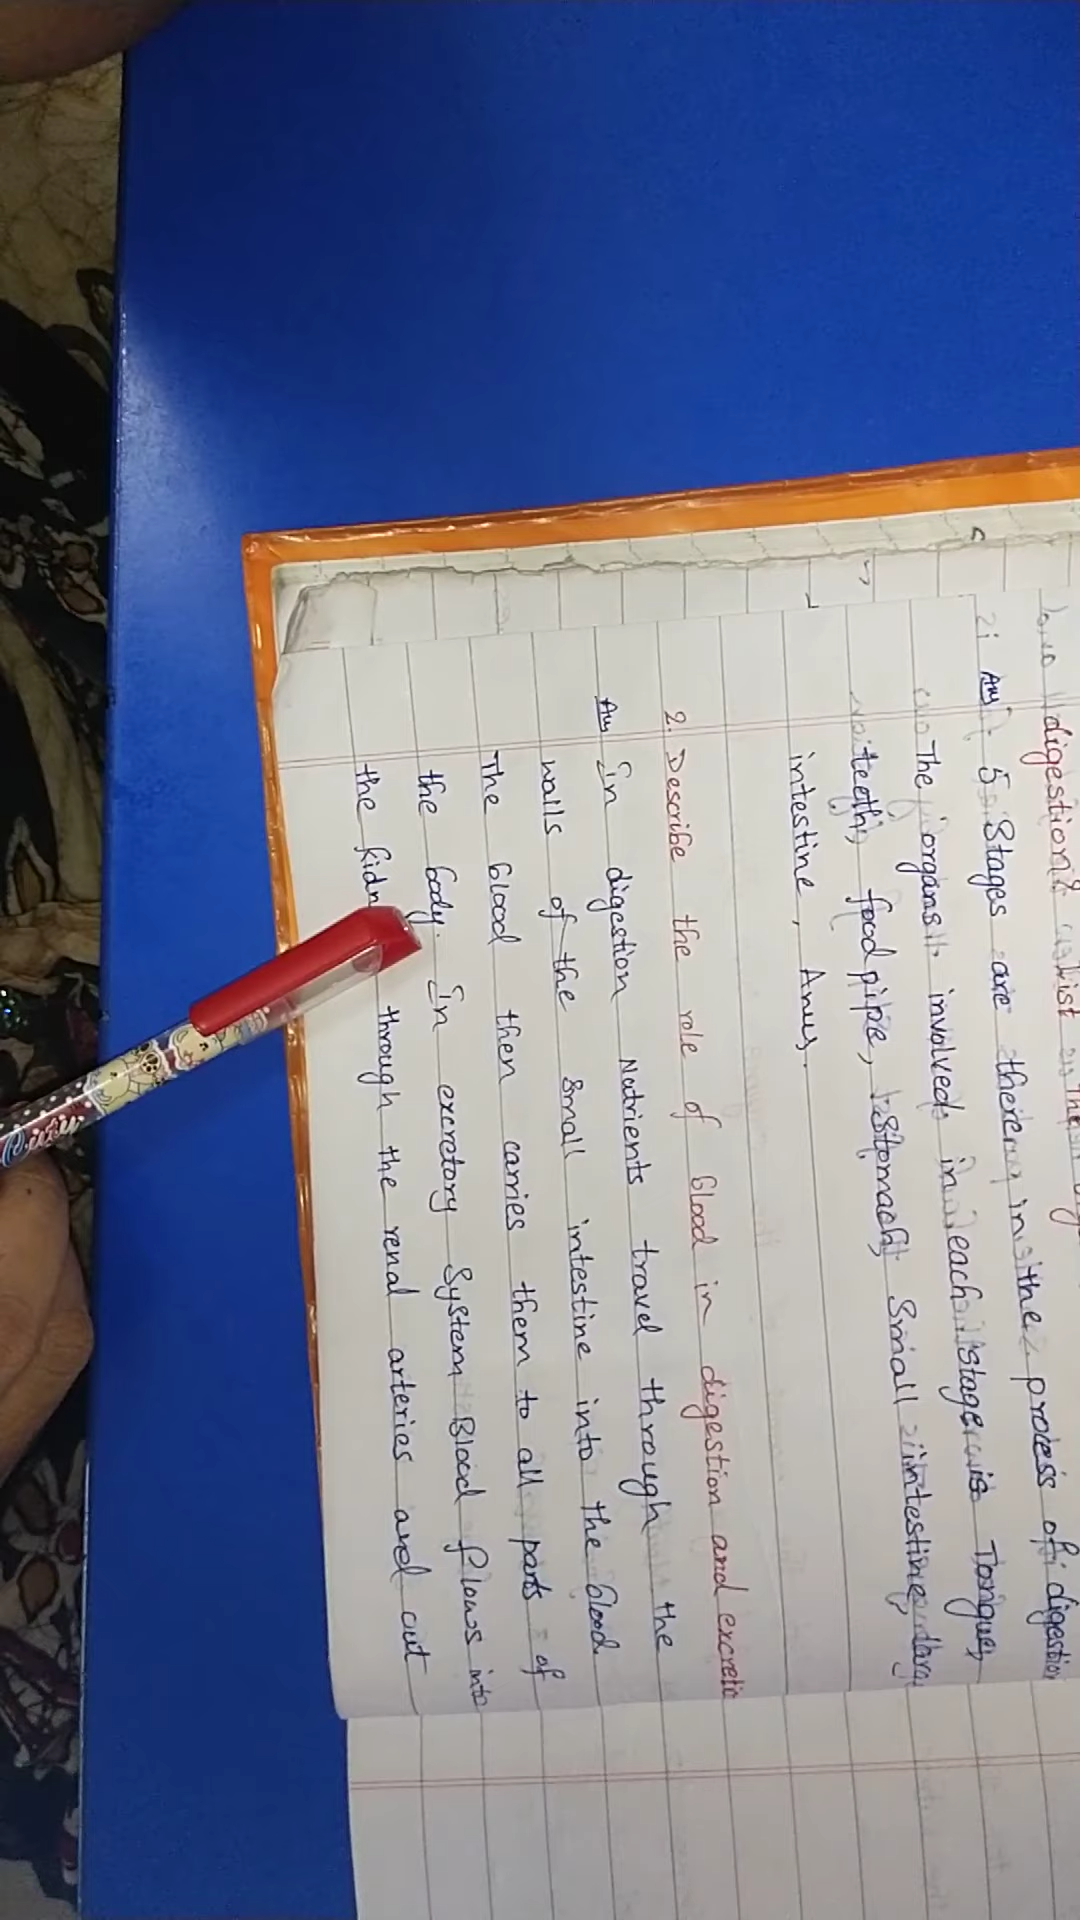 digestion
Ans 5 Stages are there in the process of digestion
The organs involved in each stage is Tongue,
teeth, food pipe, Stomach, Small intestine,
intestine, Anus.
2. Describe the role of blood in digestion and excretio
Ans In digestion Nutrients travel through the
walls of the small intestine into the blood.
The blood then carries them to all parts of
the body. In excretory System Blood flows into
the kidn through the renal arteries and out
Cuty